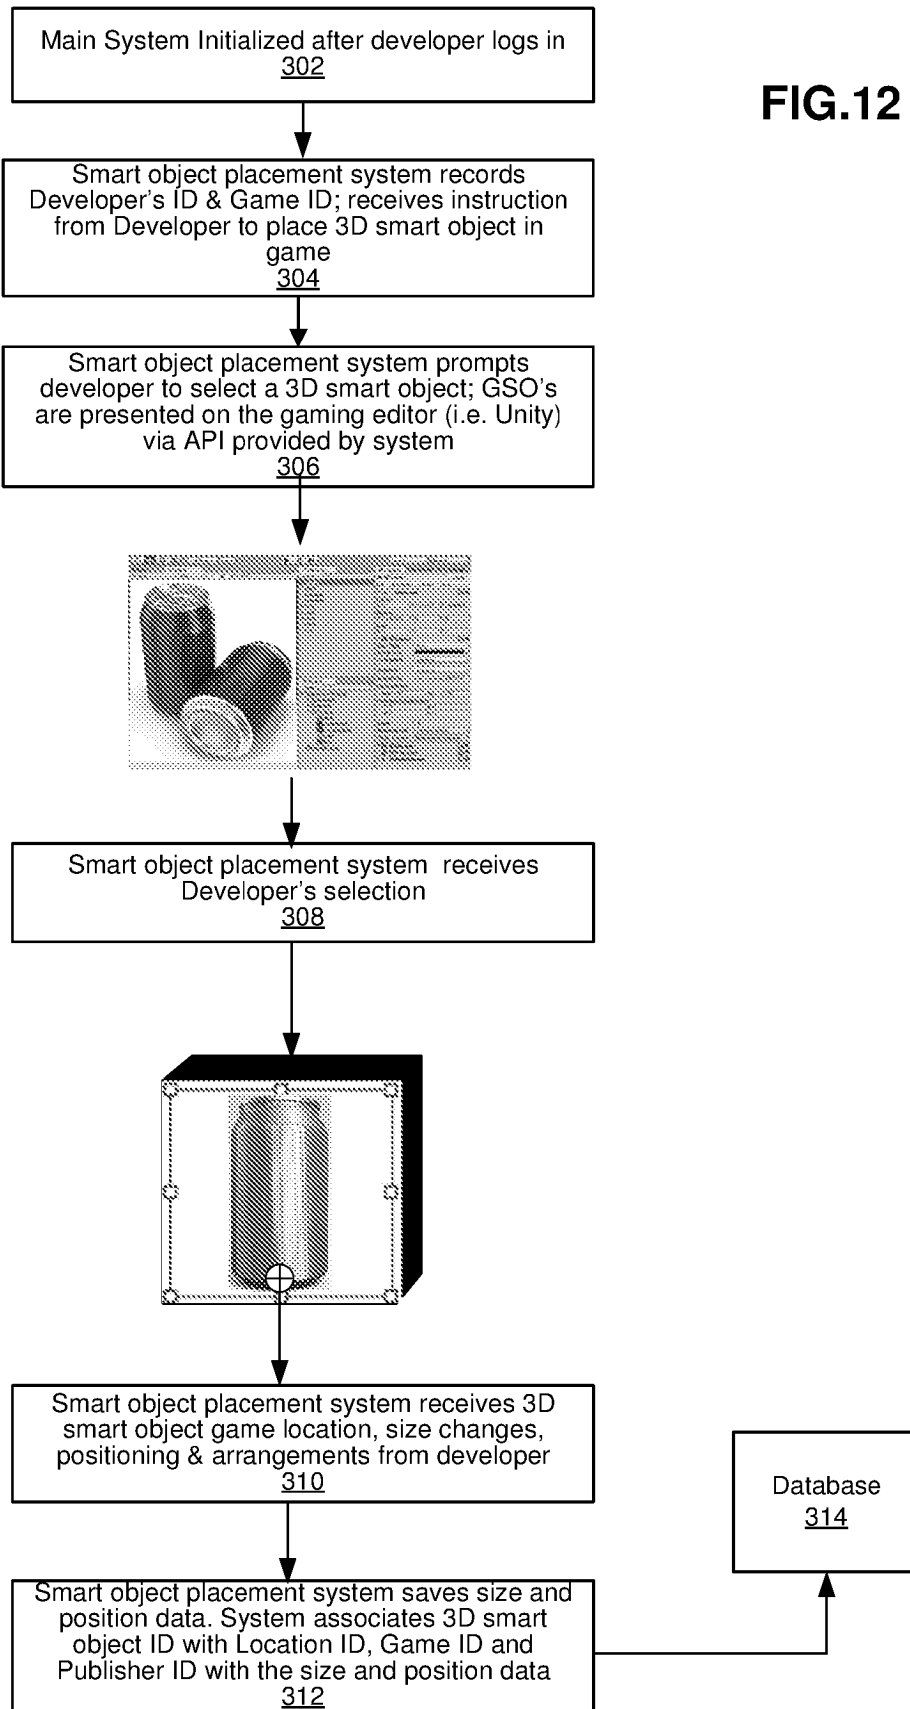 Main System Initialized after developer logs in
302
FIG.12
Smart object placement system records
Developer's ID & Game ID; receives instruction
from Developer to place 3D smart object in
game
304
Smart object placement system prompts
developer to select a 3D smart object; GSO's
are presented on the gaming editor (i.e. Unity)
via API provided by system
306
Smart object placement system receives
Developer's selection
308
Smart object placement system receives 3D
smart object game location, size changes,
positioning & arrangements from developer
310
Database
314
Smart object placement system saves size and
position data. System associates 3D smart
object ID with Location ID, Game ID and
Publisher ID with the size and position data
312